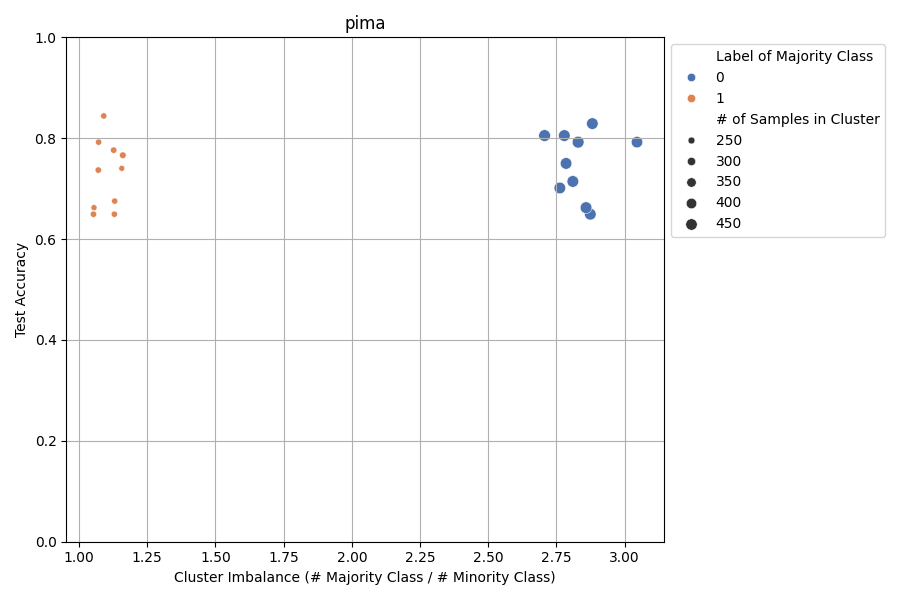 pima
1.0
0.8
0.6
0.4
0.2
0.0
Test Accuracy
1.00 1.25 1.50 1.75 2.00 2.25 2.50 2.75 3.00
Cluster Imbalance (# Majority Class / # Minority Class)
Label of Majority Class
0
1
# of Samples in Cluster
250
300
350
400
450